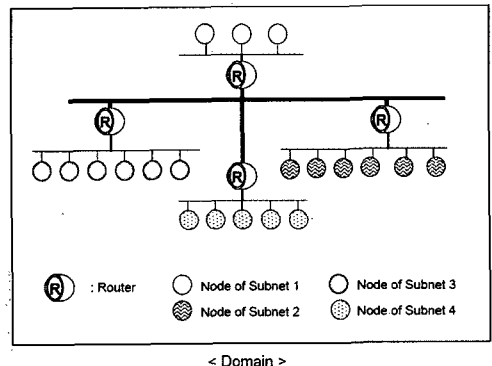 R
R
R
R
R : Router
Node of Subnet 1
Node of Subnet 3
Node of Subnet 2
Node of Subnet 4
< Domain >